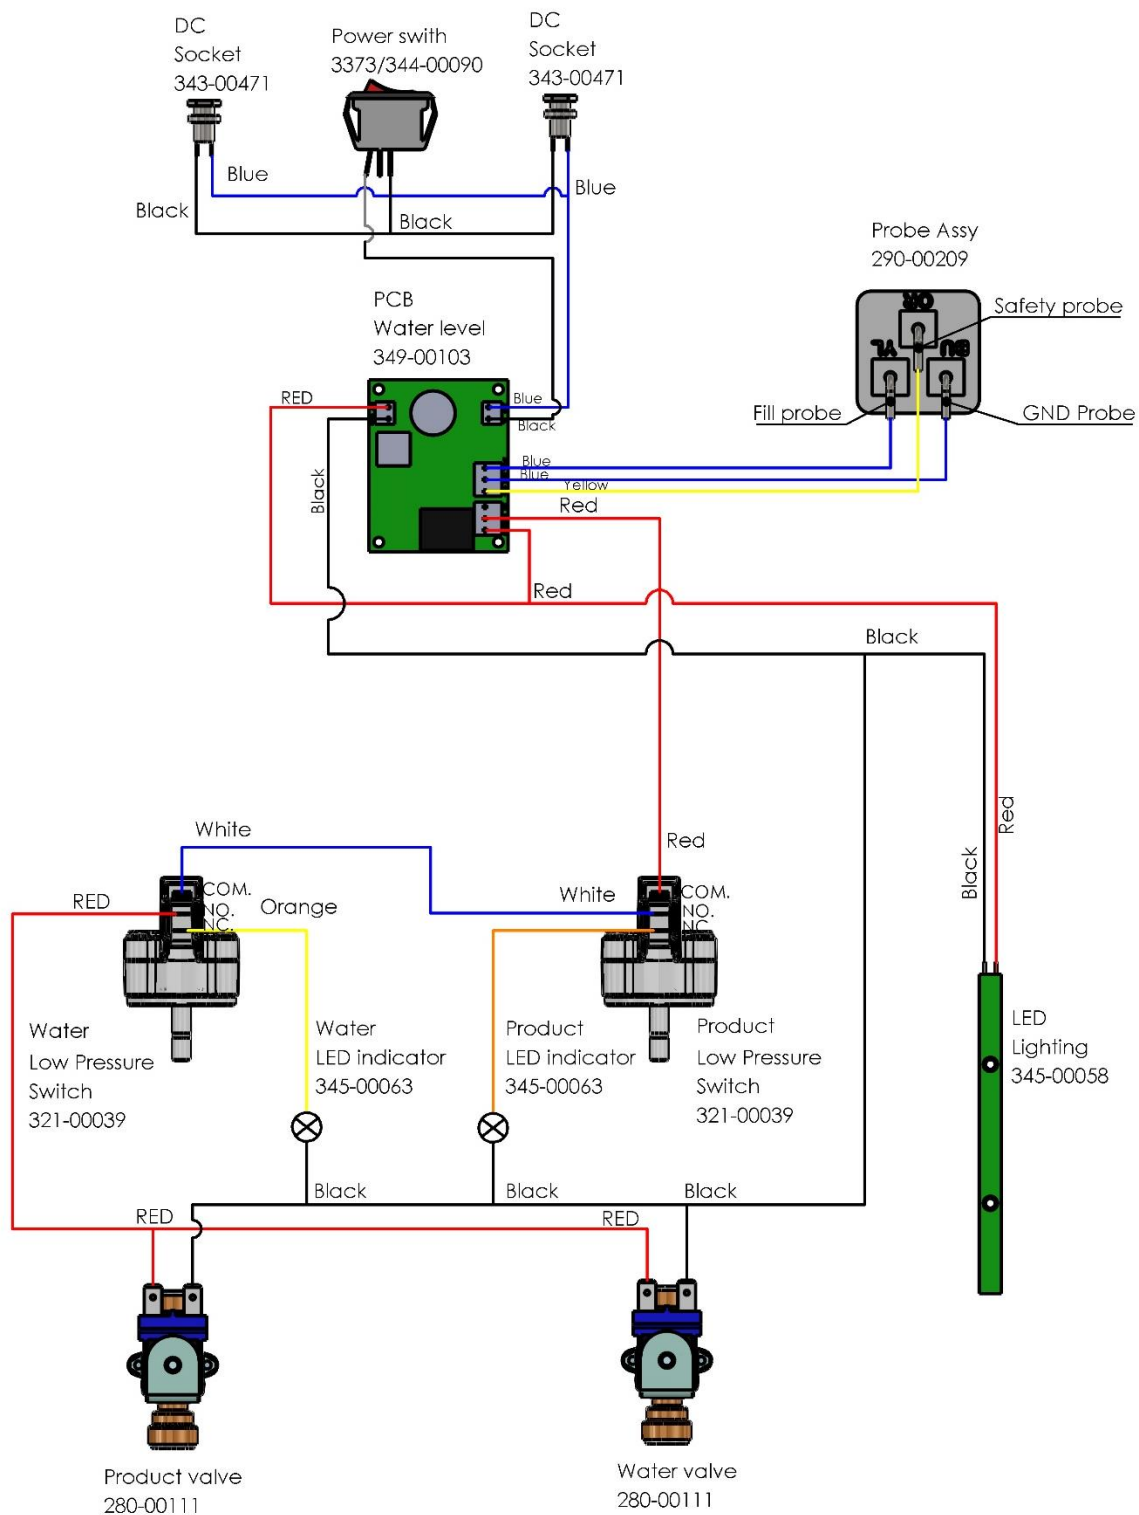 DC
Socket
343-00471
Power swith
3373/344-00090
DC
Socket
343-00471
Blue
Blue
Black
Black
Probe Assy
290-00209
OR
Safety probe
YL
BU
Fill probe
GND Probe
PCB
Water level
349-00103
RED
Blue
Black
Black
Blue
Blue
Yellow
Red
Red
Black
Red
Black
Red
White
COM.
NO.
NC.
RED
Orange
White
COM.
NO.
NC
Water
Low Pressure
Switch
321-00039
Water
LED indicator
345-00063
Product
LED indicator
345-00063
Product
Low Pressure
Switch
321-00039
LED
Lighting
345-00058
Black
Black
Black
RED
RED
Product valve
280-00111
Water valve
280-00111